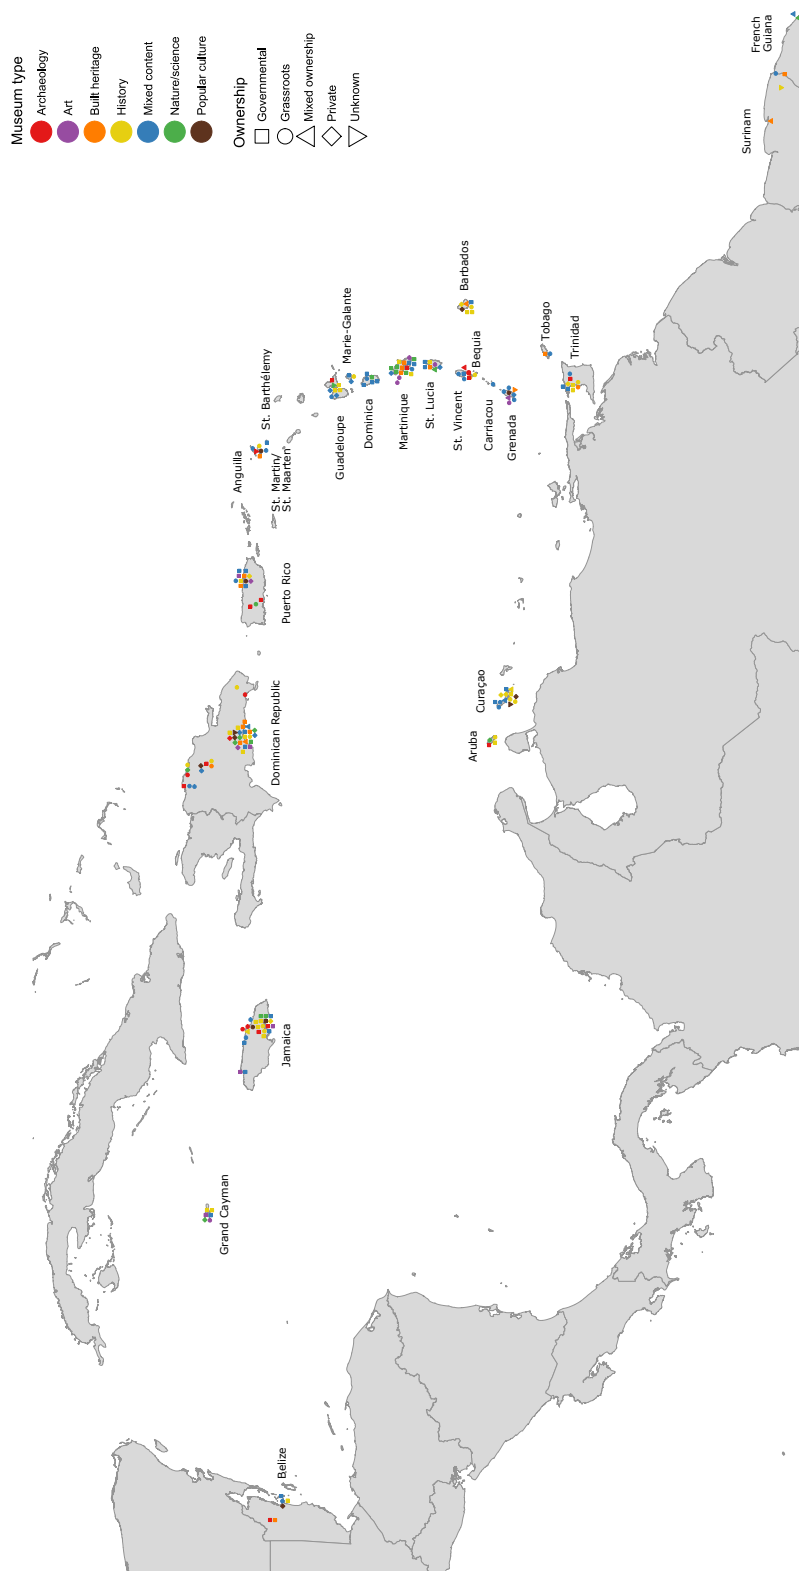 Museum type
Archaeology
Art
Built heritage
History
Mixed content
Nature/science
Popular culture
Ownership
Governmental
Grassroots
Mixed ownership
Private
Unknown
Belize
Grand Cayman
Jamaica
Dominican Republic
Puerto Rico
Anguilla
St. Martin/
St. Maarten
St. Barthélemy
Guadeloupe
Marie-Galante
Dominica
Martinique
St. Lucia
St. Vincent
Bequia
Barbados
Carriacou
Grenada
Tobago
Trinidad
Aruba
Curaçao
Surinam
French
Guiana